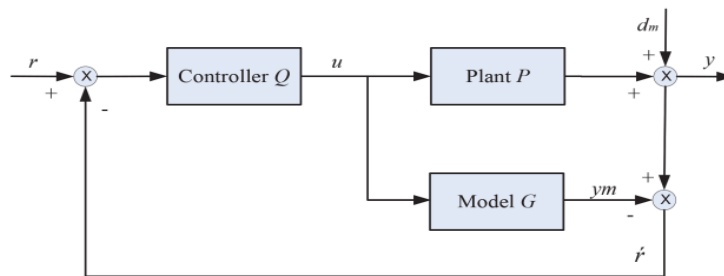 dm
r
+
X
-
Controller Q
u
Plant P
+
+
X
y
+
Model G
ym
-
X
ŕ